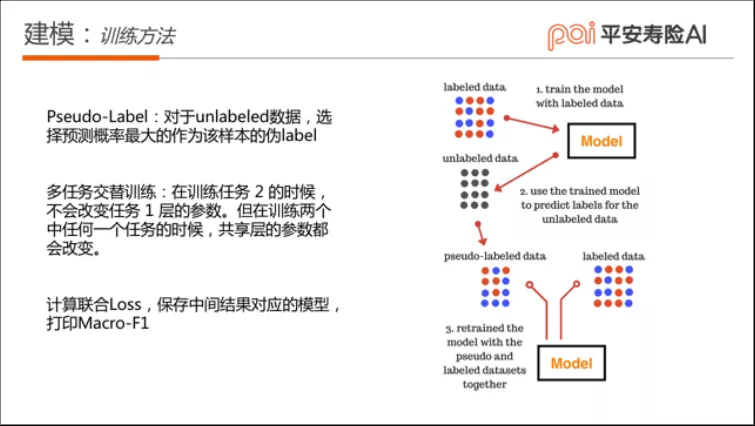 建模：训练方法
pai 平安寿险AI
Pseudo-Label：对于unlabeled数据，选
择预测概率最大的作为该样本的伪label
多任务交替训练：在训练任务 2 的时候，
不会改变任务 1 层的参数。但在训练两个
中任何一个任务的时候，共享层的参数都
会改变。
计算联合Loss，保存中间结果对应的模型，
打印Macro-F1
labeled data
1. train the model
with labeled data
Model
unlabeled data
2. use the trained model
to predict labels for the
unlabeled data
pseudo-labeled data
labeled data
3. retrained the
model with the
pseudo and
labeled datasets
together
Model